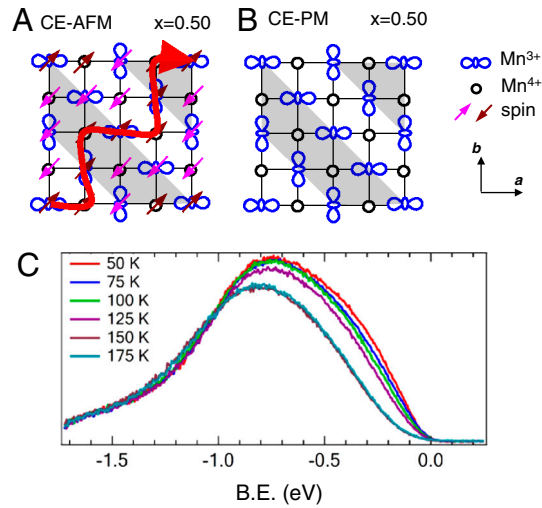 A CE-AFM x=0.50
B CE-PM x=0.50
Mn3+
Mn4+
spin
b
a
C
50 K
75 K
100 K
125 K
150 K
175 K
-1.5 -1.0 -0.5 0.0
B.E. (eV)